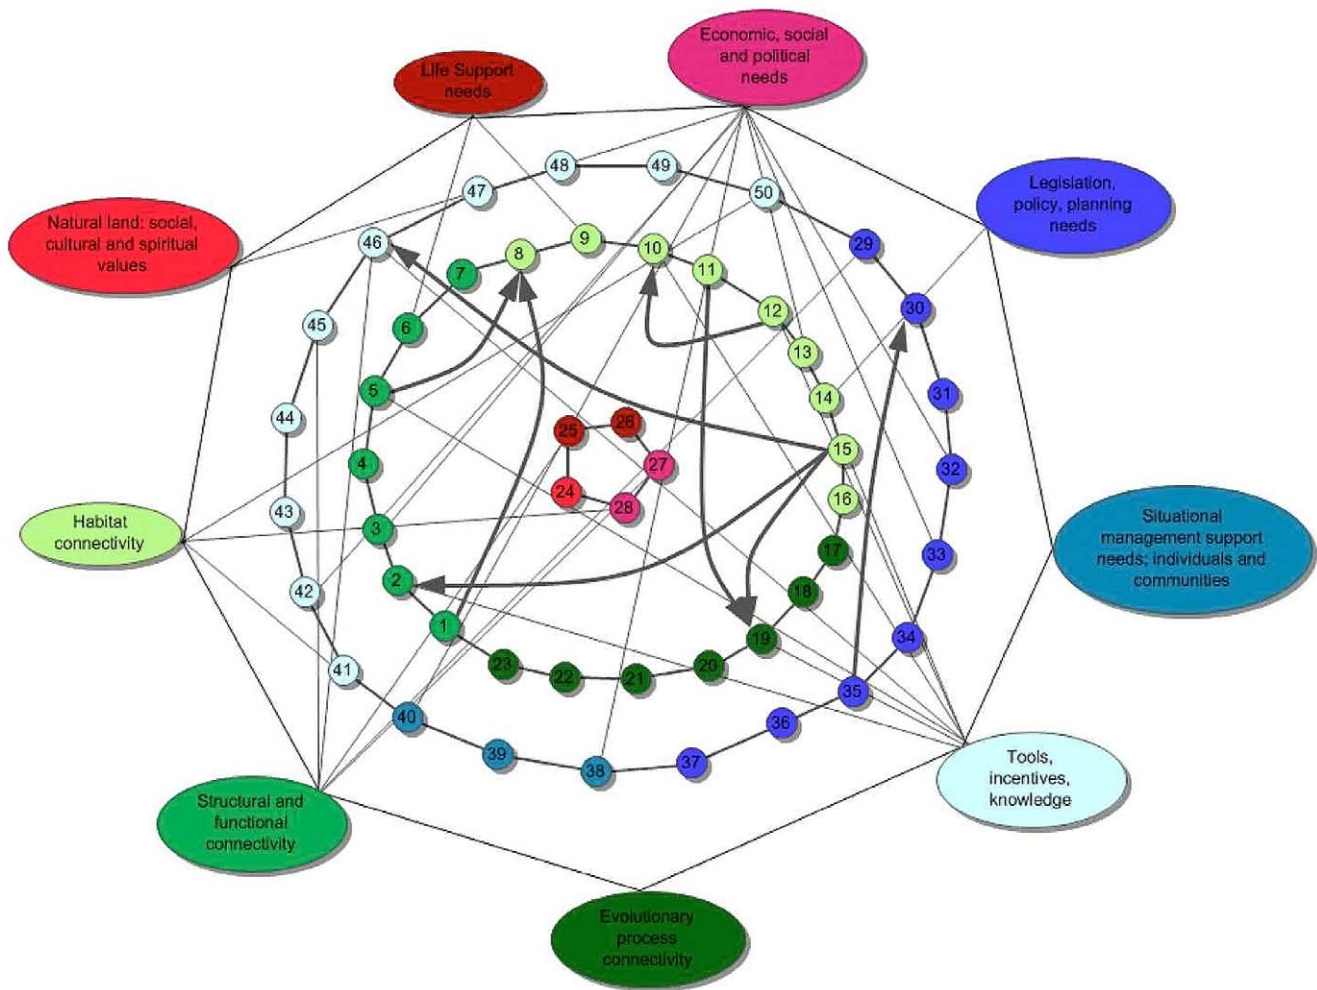 Economic, social
and political
needs
Life Support
needs
Legislation,
policy, planning
needs
Natural land: social,
cultural and spiritual
values
Habitat
connectivity
Situational
management support
needs; individuals and
communities
Structural and
functional
connectivity
Tools,
incentives,
knowledge
Evolutionary
process
connectivity
1
2
3
4
5
6
7
8
9
10
11
12
13
14
15
16
17
18
19
20
21
22
23
24
25
26
27
28
29
30
31
32
33
34
35
36
37
38
39
40
41
42
43
44
45
46
47
48
49
50